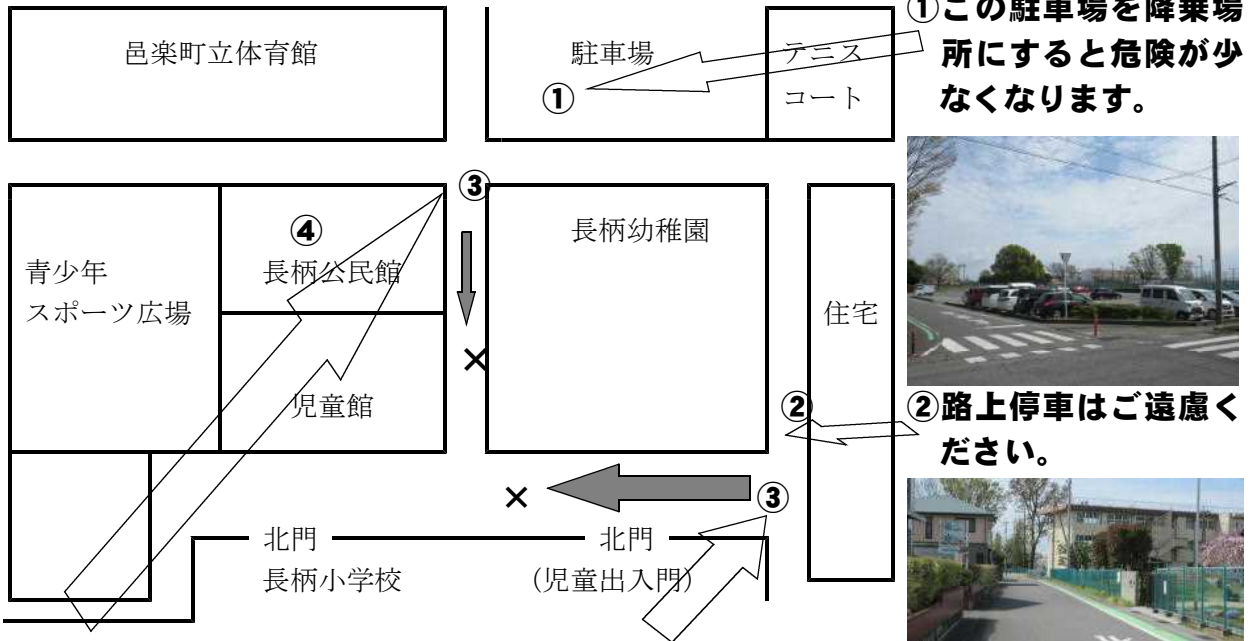 ①この駐車場を降乗場
所にすると危険が少
なくなります。
邑楽町立体育館
駐車場
①
テニス
コート
③
④
長柄公民館
長柄幼稚園
青少年
スポーツ広場
住宅
児童館
×
②
②路上停車はご遠慮く
ださい。
×
③
北門
長柄小学校
北門
(児童出入門)